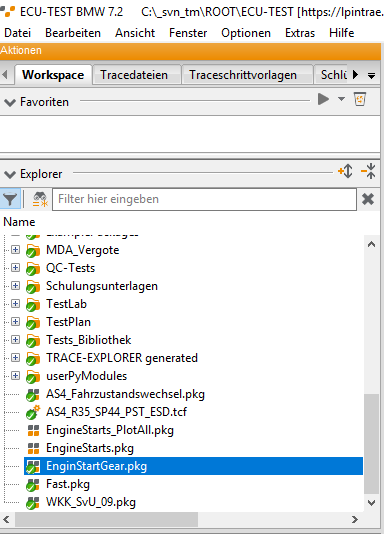 ECU-TEST BMW 7.2 C:\_svn_tm\ROOT\ECU-TEST [https://lpintrae.
Datei Bearbeiten Ansicht Fenster Optionen Extras Hilfe
Aktionen
Workspace Tracedateien Traceschrittvorlagen Schlü
Favoriten
Explorer
Filter hier eingeben
Name
MDA_Vergote
QC-Tests
Schulungsunterlagen
TestLab
TestPlan
Tests_Bibliothek
TRACE-EXPLORER generated
userPyModules
AS4_Fahrzustandswechsel.pkg
AS4_R35_SP44_PST_ESD.tcf
EngineStarts_PlotAll.pkg
EngineStarts.pkg
EnginStartGear.pkg
Fast.pkg
WKK_SvU_09.pkg